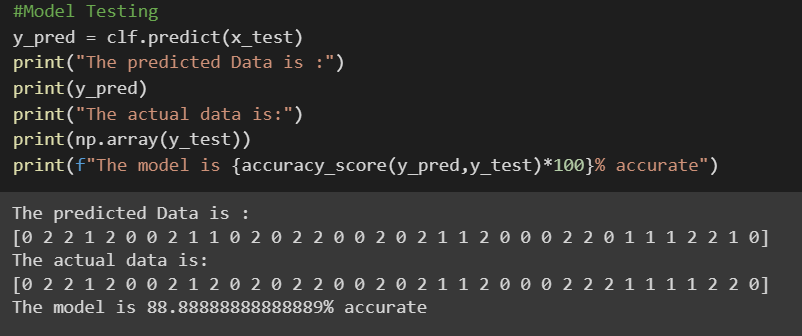 #Model Testing
y_pred = clf.predict(x_test)
print("The predicted Data is :")
print(y_pred)
print("The actual data is:")
print(np.array(y_test))
print(f"The model is {accuracy_score(y_pred,y_test)*100}% accurate")
The predicted Data is :
[0 2 2 1 2 0 0 2 1 1 0 2 0 2 2 0 0 2 0 2 1 1 2 0 0 0 2 2 0 1 1 1 2 2 1 0]
The actual data is:
[0 2 2 1 2 0 0 2 1 2 0 2 0 2 2 0 0 2 0 2 1 1 2 0 0 0 2 2 2 1 1 1 1 2 2 0]
The model is 88.88888888888889% accurate